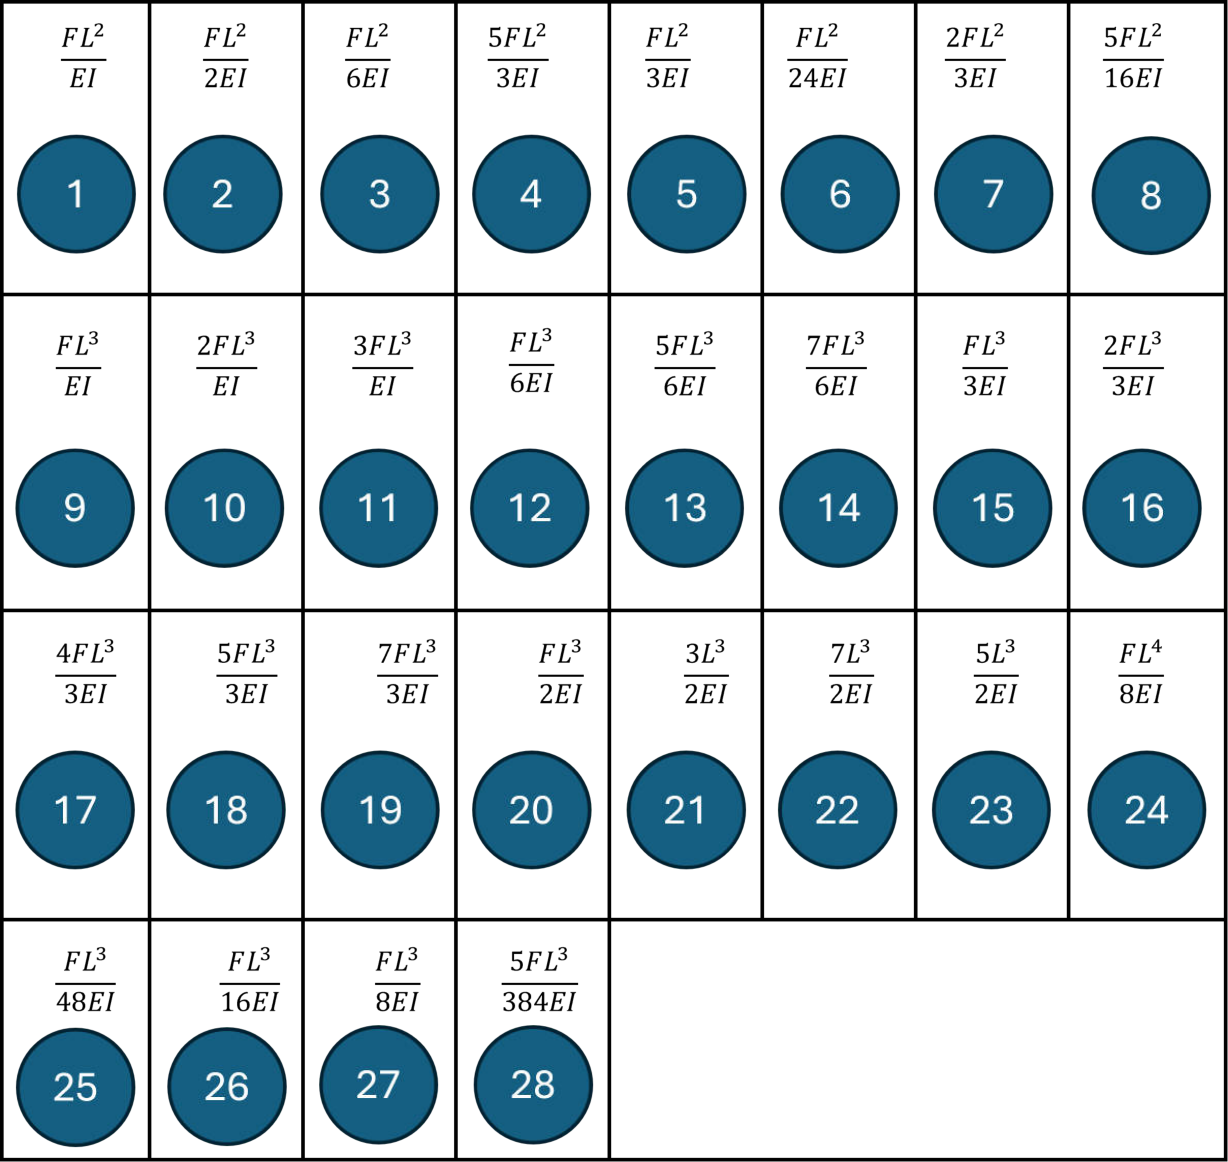 FL²/EI FL²/2EI FL²/6EI 5FL²/3EI FL²/3EI FL²/24EI 2FL²/3EI 5FL²/16EI
1 2 3 4 5 6 7 8
FL³/EI 2FL³/EI 3FL³/EI FL³/6EI 5FL³/6EI 7FL³/6EI FL³/3EI 2FL³/3EI
9 10 11 12 13 14 15 16
4FL³/3EI 5FL³/3EI 7FL³/3EI FL³/2EI 3L³/2EI 7L³/2EI 5L³/2EI FL⁴/8EI
17 18 19 20 21 22 23 24
FL³/48EI FL³/16EI FL³/8EI 5FL³/384EI
25 26 27 28